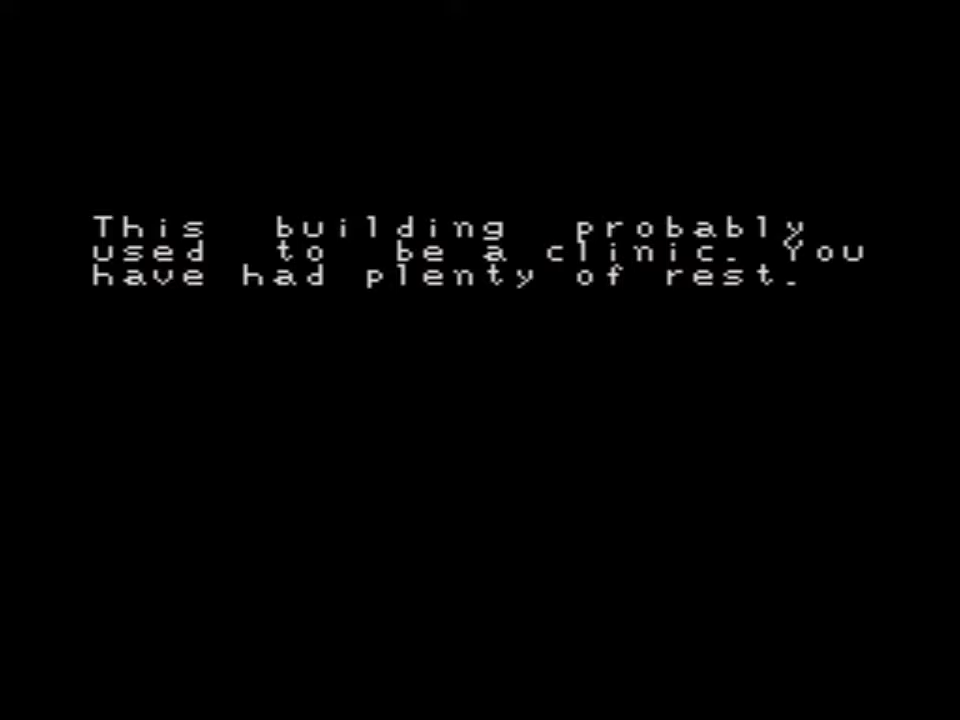 This building probably
used to be a clinic. You
have had plenty of rest.